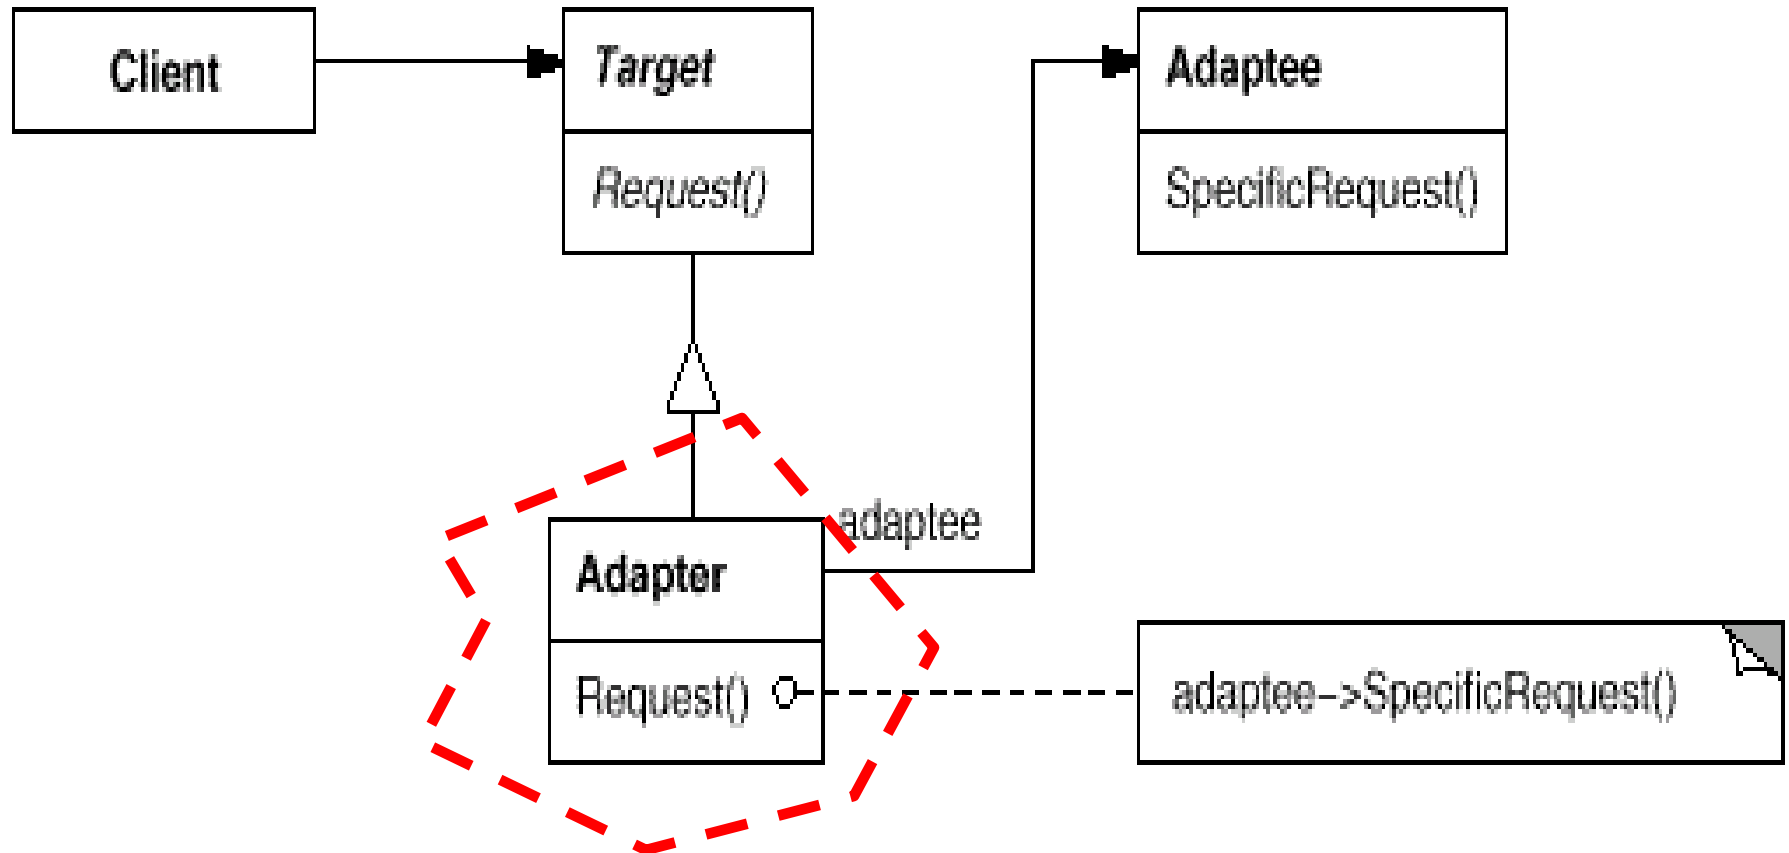 Client
Target
Request()
Adaptee
SpecificRequest()
adaptee
Adapter
Request()
adaptee->SpecificRequest()